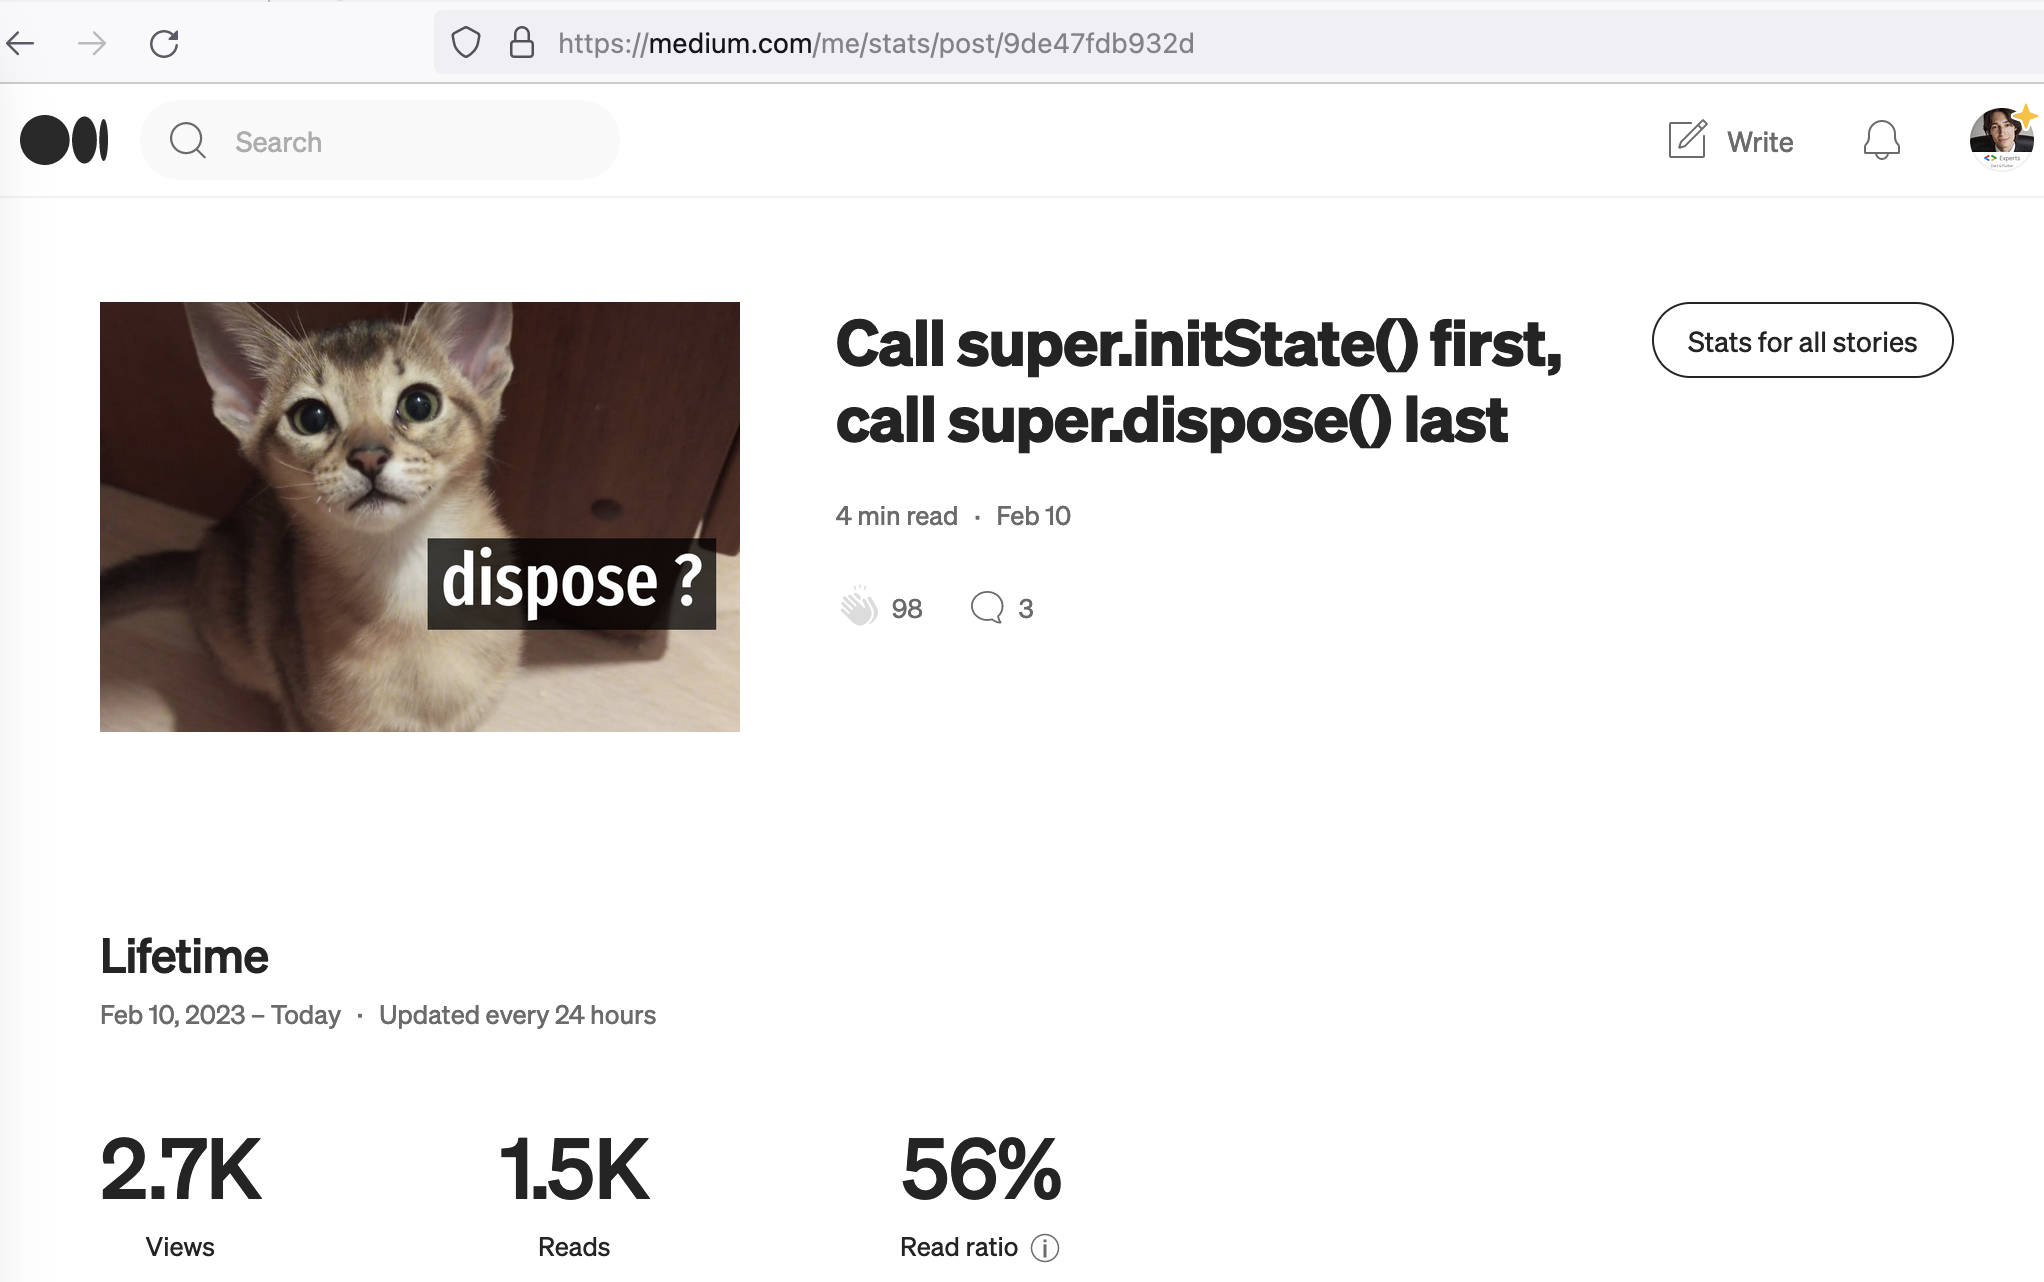 https://medium.com/me/stats/post/9de47fdb932d
Search
Write
Experts
dispose ?
Call super.initState() first,
call super.dispose() last
Stats for all stories
4 min read · Feb 10
98 3
Lifetime
Feb 10, 2023 – Today · Updated every 24 hours
2.7K 1.5K 56%
Views Reads Read ratio